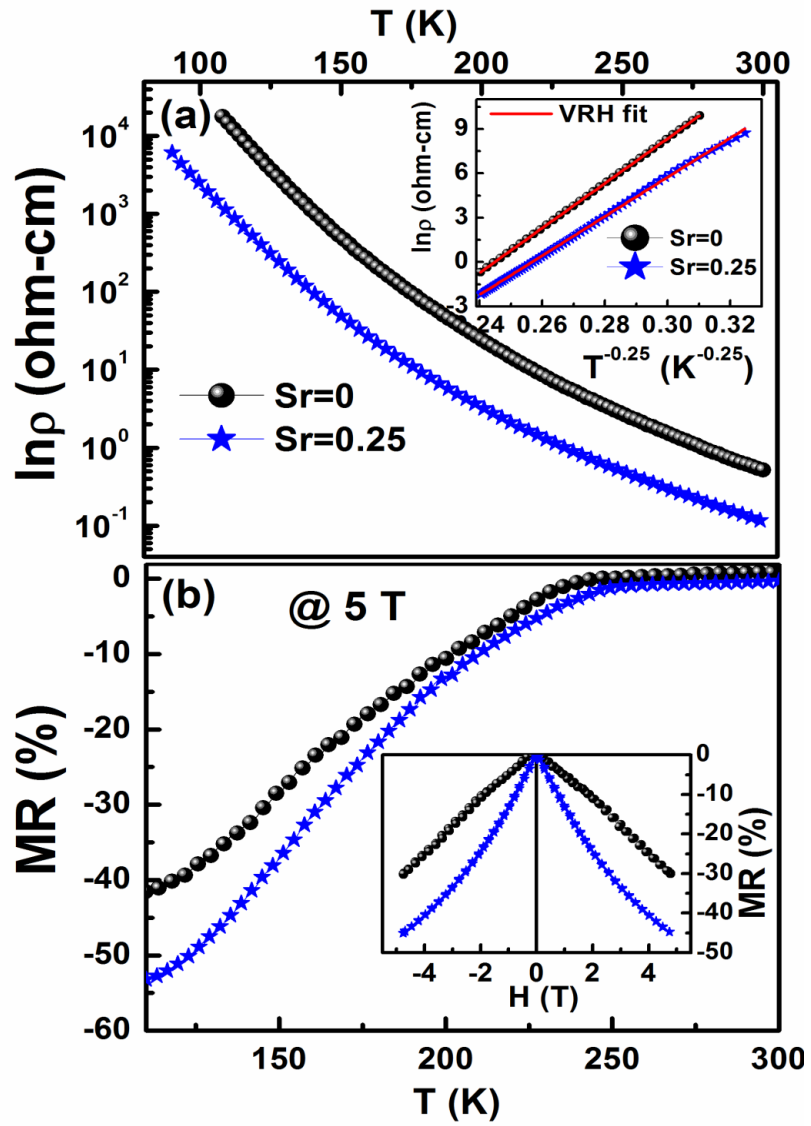 T (K)
100 150 200 250 300
(a)
lnρ (ohm-cm)
10^4
10^3
10^2
10^1
10^0
10^-1
Sr=0
Sr=0.25
VRH fit
lnρ (ohm-cm)
9
6
3
0
-3
Sr=0
Sr=0.25
0.24 0.26 0.28 0.30 0.32
T^-0.25 (K^-0.25)
(b)
@ 5 T
MR (%)
0
-10
-20
-30
-40
-50
-60
0
-10
-20
-30
-40
-50
MR (%)
-4 -2 0 2 4
H (T)
150 200 250 300
T (K)